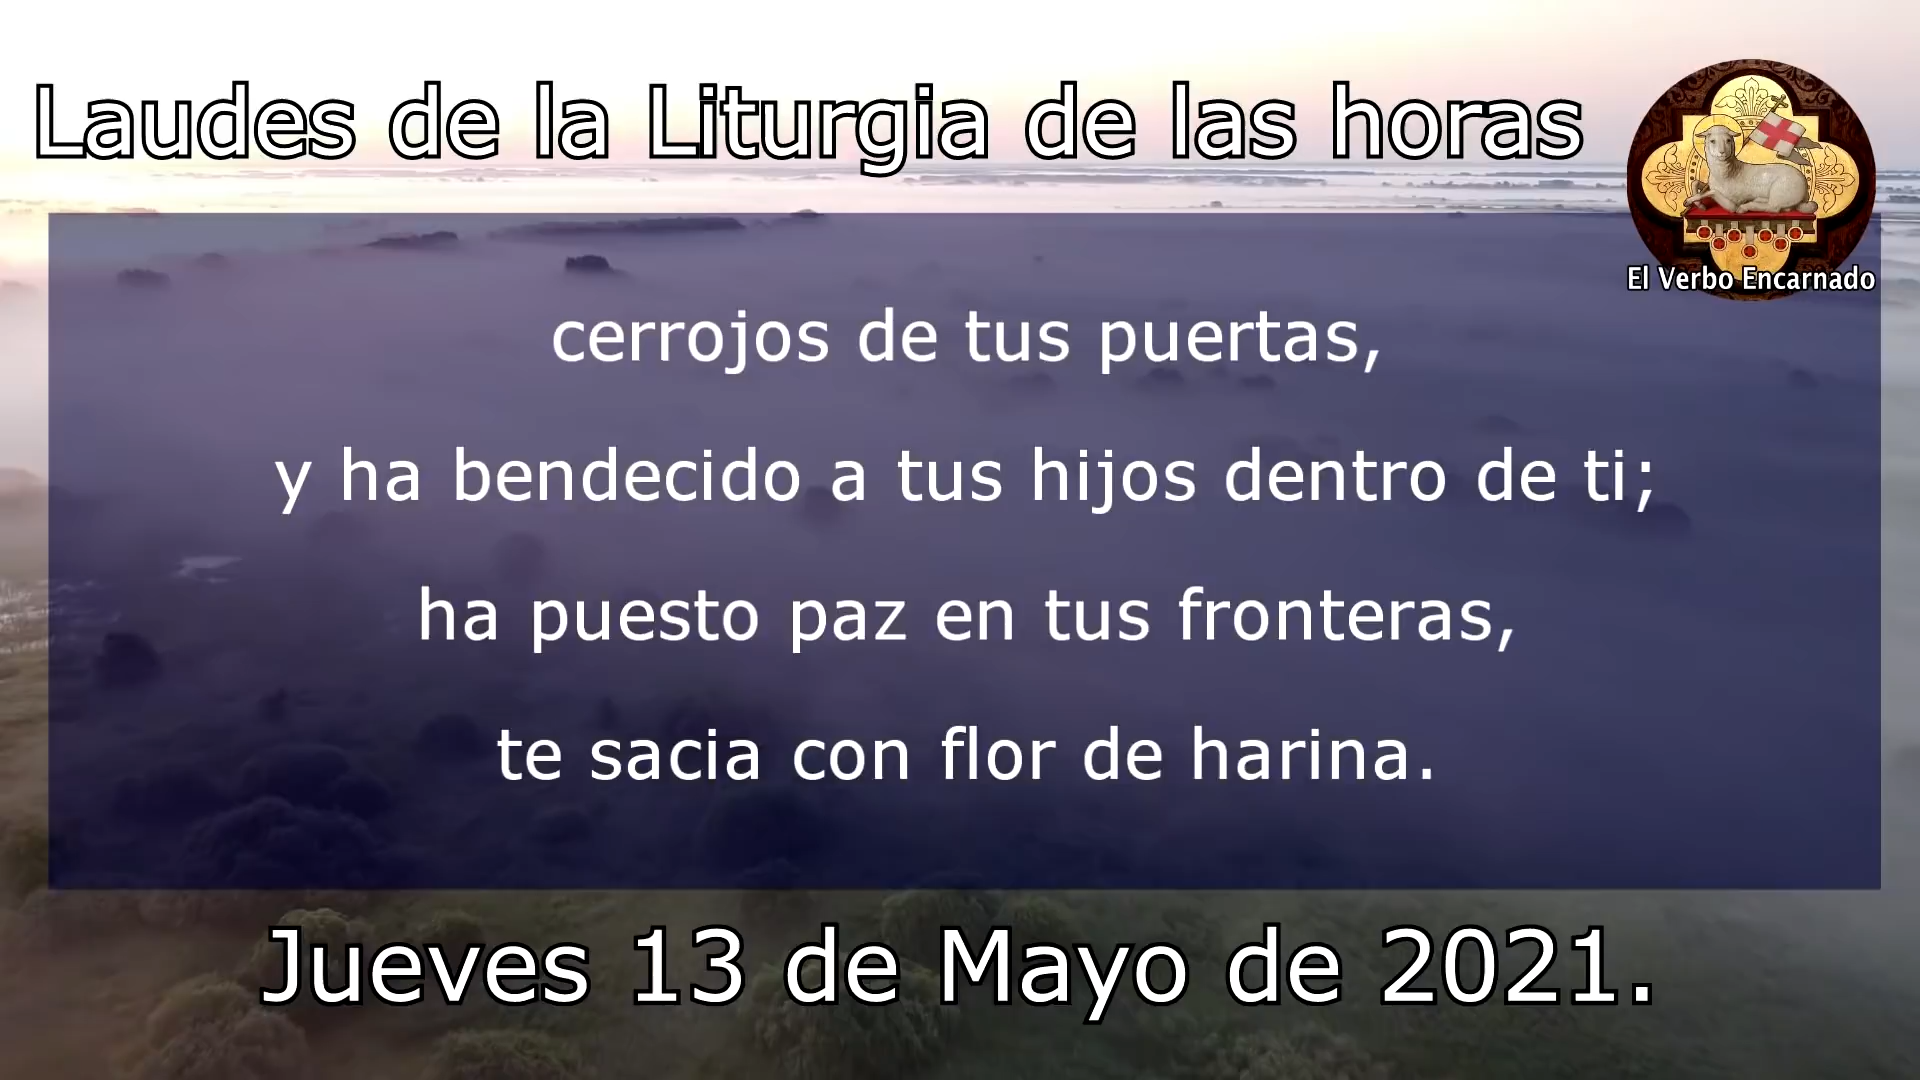 Laudes de la Liturgia de las horas
El Verbo Encarnado
cerrojos de tus puertas,
y ha bendecido a tus hijos dentro de ti;
ha puesto paz en tus fronteras,
te sacia con flor de harina.
Jueves 13 de Mayo de 2021.